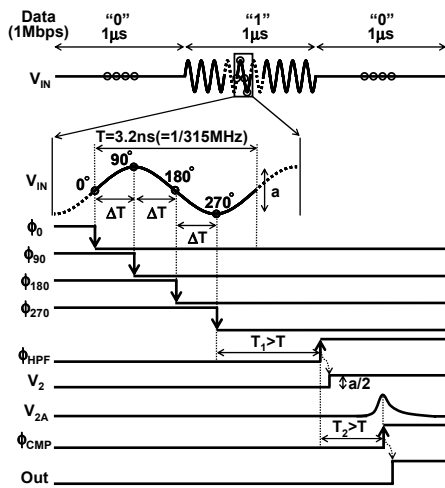 Data "0" "1" "0"
(1Mbps) 1μs 1μs 1μs
V_IN
T=3.2ns(=1/315MHz)
90°
0° 180°
V_IN a
270°
ΔT ΔT
ΔT
ϕ_0
ϕ_90
ϕ_180
ϕ_270
T_1>T
ϕ_HPF
V_2 a/2
V_2A
T_2>T
ϕ_CMP
Out